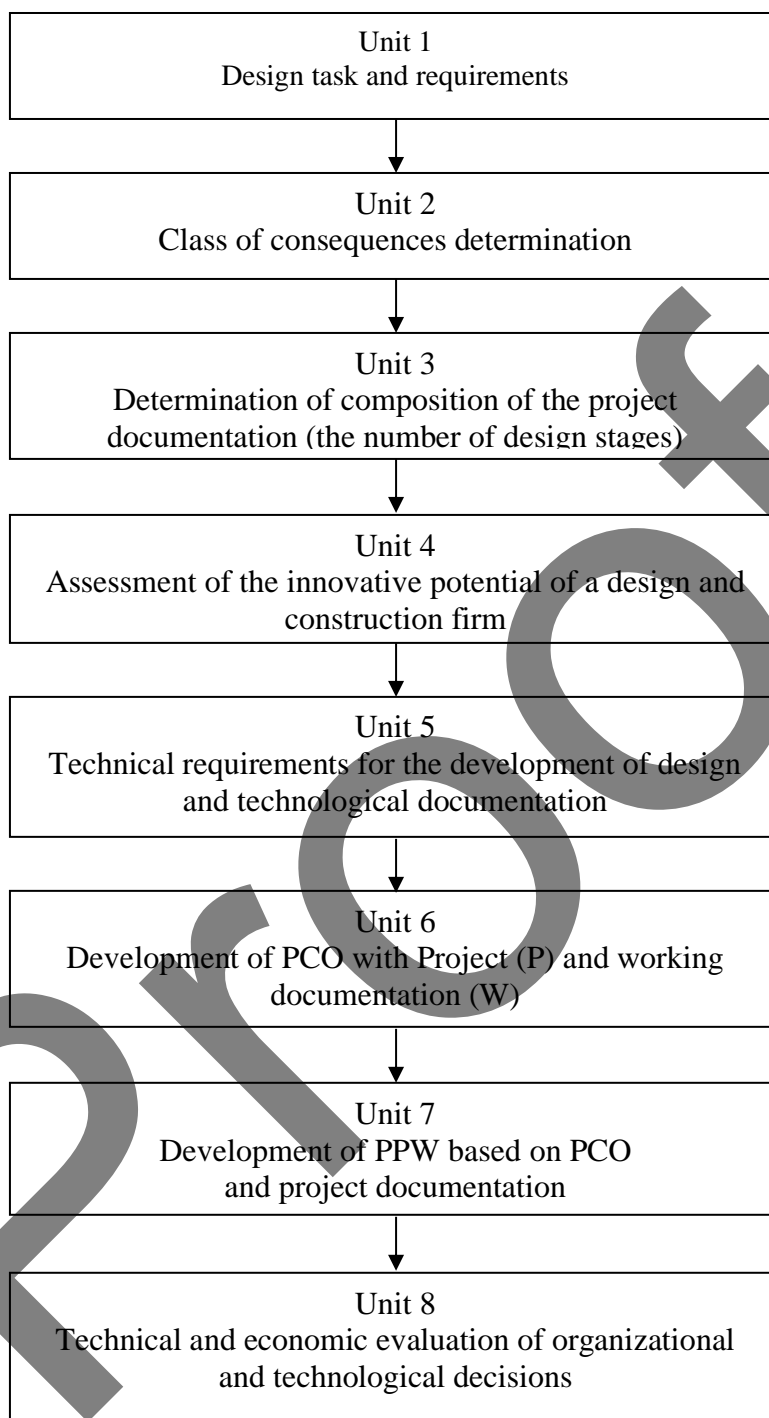 Unit 1
Design task and requirements
Unit 2
Class of consequences determination
Unit 3
Determination of composition of the project
documentation (the number of design stages)
Unit 4
Assessment of the innovative potential of a design and
construction firm
Unit 5
Technical requirements for the development of design
and technological documentation
Unit 6
Development of PCO with Project (P) and working
documentation (W)
Unit 7
Development of PPW based on PCO
and project documentation
Unit 8
Technical and economic evaluation of organizational
and technological decisions
Proof